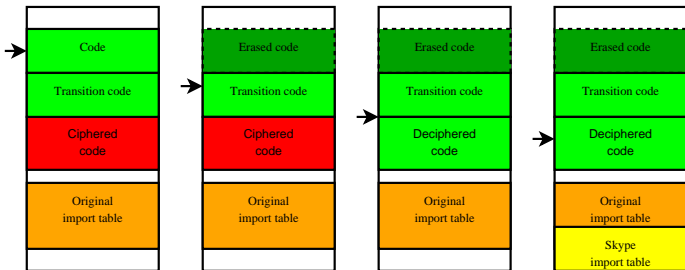 Code
Transition code
Ciphered
code
Original
import table
Erased code
Transition code
Ciphered
code
Original
import table
Erased code
Transition code
Deciphered
code
Original
import table
Erased code
Transition code
Deciphered
code
Original
import table
Skype
import table